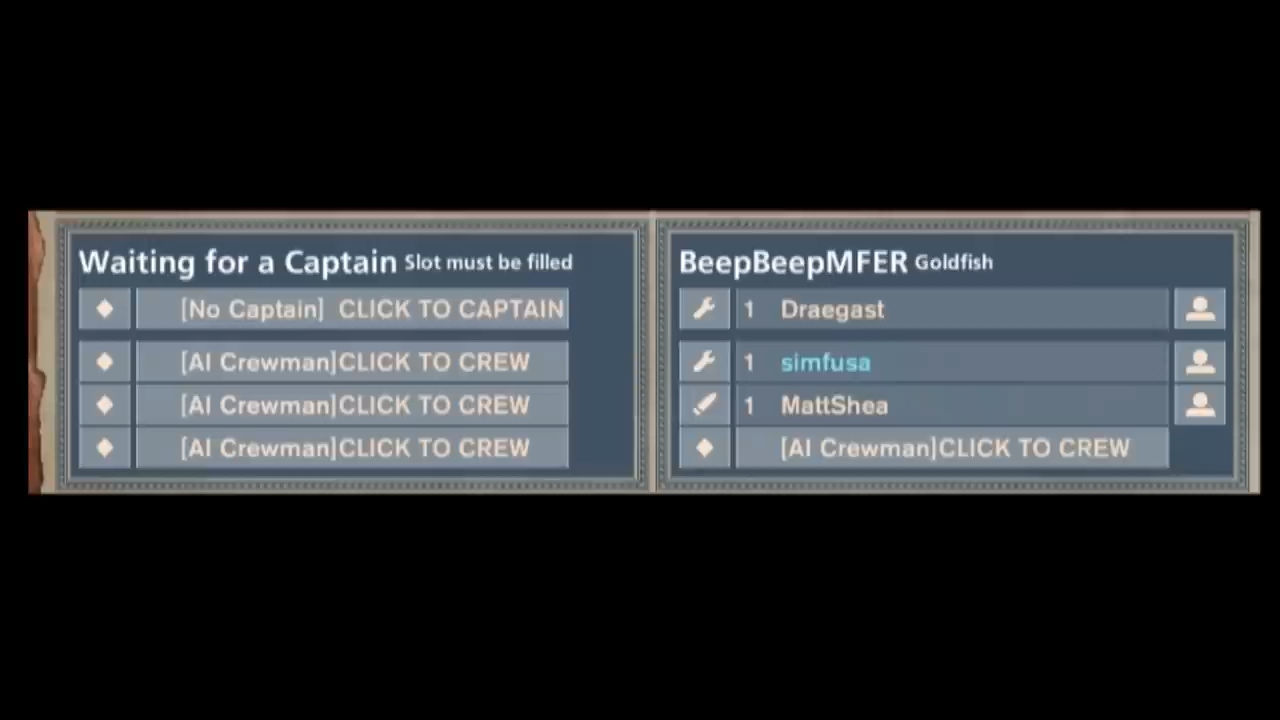 Waiting for a Captain Slot must be filled
[No Captain] CLICK TO CAPTAIN
[AI Crewman]CLICK TO CREW
[AI Crewman]CLICK TO CREW
[AI Crewman]CLICK TO CREW
BeepBeepMFER Goldfish
1 Draegast
1 simfusa
1 MattShea
[AI Crewman]CLICK TO CREW